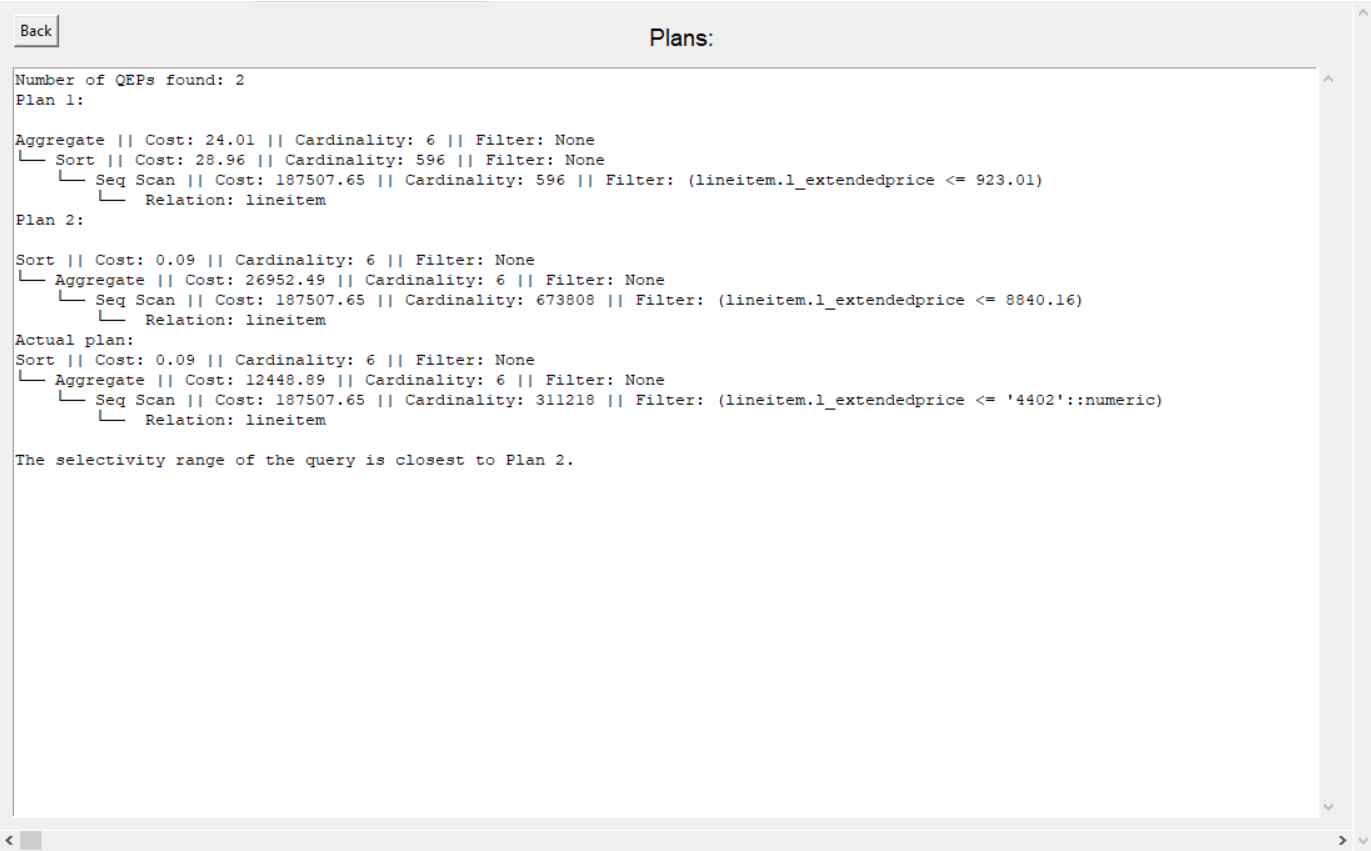 Back
Plans:
Number of QEPs found: 2
Plan 1:
Aggregate || Cost: 24.01 || Cardinality: 6 || Filter: None
└── Sort || Cost: 28.96 || Cardinality: 596 || Filter: None
    └── Seq Scan || Cost: 187507.65 || Cardinality: 596 || Filter: (lineitem.l_extendedprice <= 923.01)
        └──  Relation: lineitem
Plan 2:
Sort || Cost: 0.09 || Cardinality: 6 || Filter: None
└── Aggregate || Cost: 26952.49 || Cardinality: 6 || Filter: None
    └── Seq Scan || Cost: 187507.65 || Cardinality: 673808 || Filter: (lineitem.l_extendedprice <= 8840.16)
        └──  Relation: lineitem
Actual plan:
Sort || Cost: 0.09 || Cardinality: 6 || Filter: None
└── Aggregate || Cost: 12448.89 || Cardinality: 6 || Filter: None
    └── Seq Scan || Cost: 187507.65 || Cardinality: 311218 || Filter: (lineitem.l_extendedprice <= '4402'::numeric)
        └──  Relation: lineitem
The selectivity range of the query is closest to Plan 2.